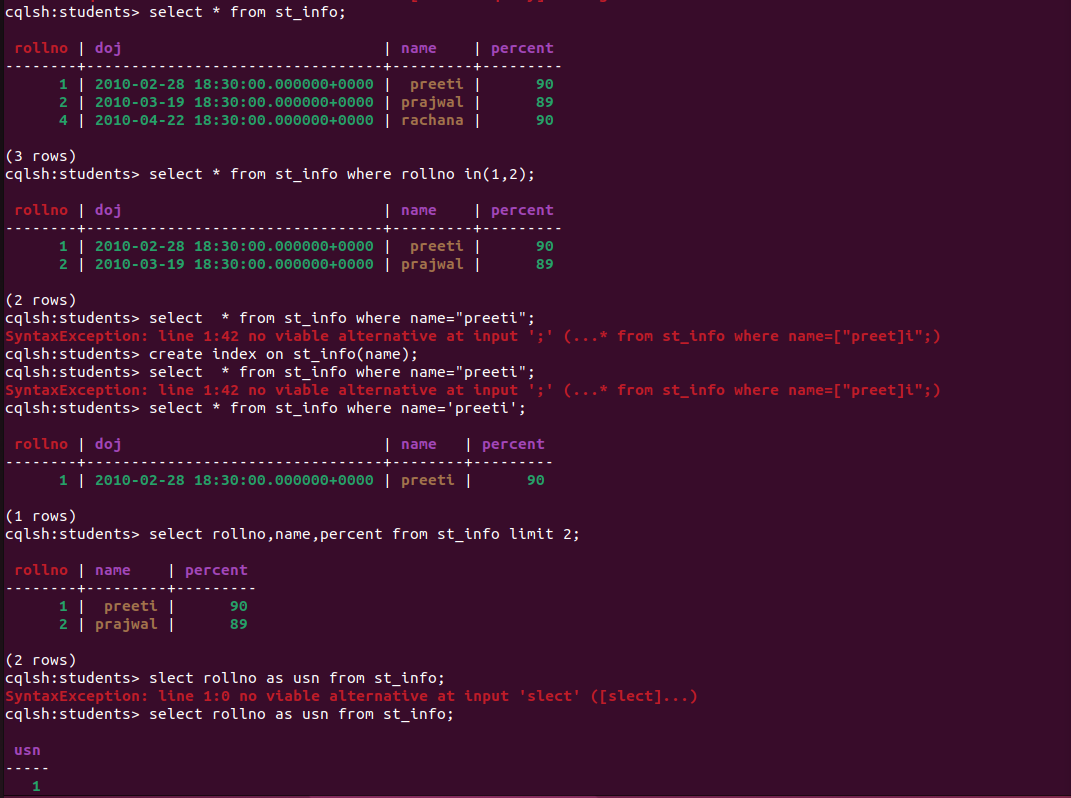 cqlsh:students> select * from st_info;
 rollno | doj                             | name    | percent
--------+---------------------------------+---------+---------
      1 | 2010-02-28 18:30:00.000000+0000 |  preeti |      90
      2 | 2010-03-19 18:30:00.000000+0000 | prajwal |      89
      4 | 2010-04-22 18:30:00.000000+0000 | rachana |      90
(3 rows)
cqlsh:students> select * from st_info where rollno in(1,2);
 rollno | doj                             | name    | percent
--------+---------------------------------+---------+---------
      1 | 2010-02-28 18:30:00.000000+0000 |  preeti |      90
      2 | 2010-03-19 18:30:00.000000+0000 | prajwal |      89
(2 rows)
cqlsh:students> select  * from st_info where name="preeti";
SyntaxException: line 1:42 no viable alternative at input ';' (...* from st_info where name=["preet]i";)
cqlsh:students> create index on st_info(name);
cqlsh:students> select  * from st_info where name="preeti";
SyntaxException: line 1:42 no viable alternative at input ';' (...* from st_info where name=["preet]i";)
cqlsh:students> select * from st_info where name='preeti';
 rollno | doj                             | name   | percent
--------+---------------------------------+--------+---------
      1 | 2010-02-28 18:30:00.000000+0000 | preeti |      90
(1 rows)
cqlsh:students> select rollno,name,percent from st_info limit 2;
 rollno | name    | percent
--------+---------+---------
      1 |  preeti |      90
      2 | prajwal |      89
(2 rows)
cqlsh:students> slect rollno as usn from st_info;
SyntaxException: line 1:0 no viable alternative at input 'slect' ([slect]...)
cqlsh:students> select rollno as usn from st_info;
 usn
-----
   1